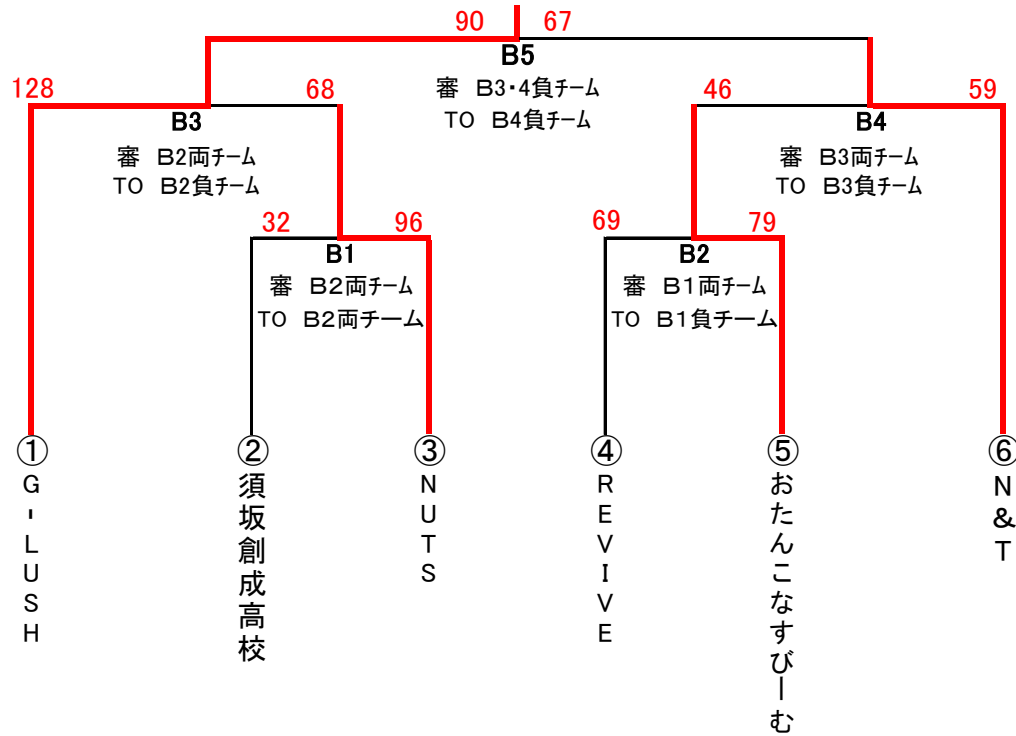 90 67
B5
審 B3・4負チーム
TO B4負チーム
128 68
B3
審 B2両チーム
TO B2負チーム
46 59
B4
審 B3両チーム
TO B3負チーム
32 96
B1
審 B2両チーム
TO B2両チーム
69 79
B2
審 B1両チーム
TO B1負チーム
① G-LUSH
② 須坂創成高校
③ NUTS
④ REVIVE
⑤ おたんこなすびーむ
⑥ N&T